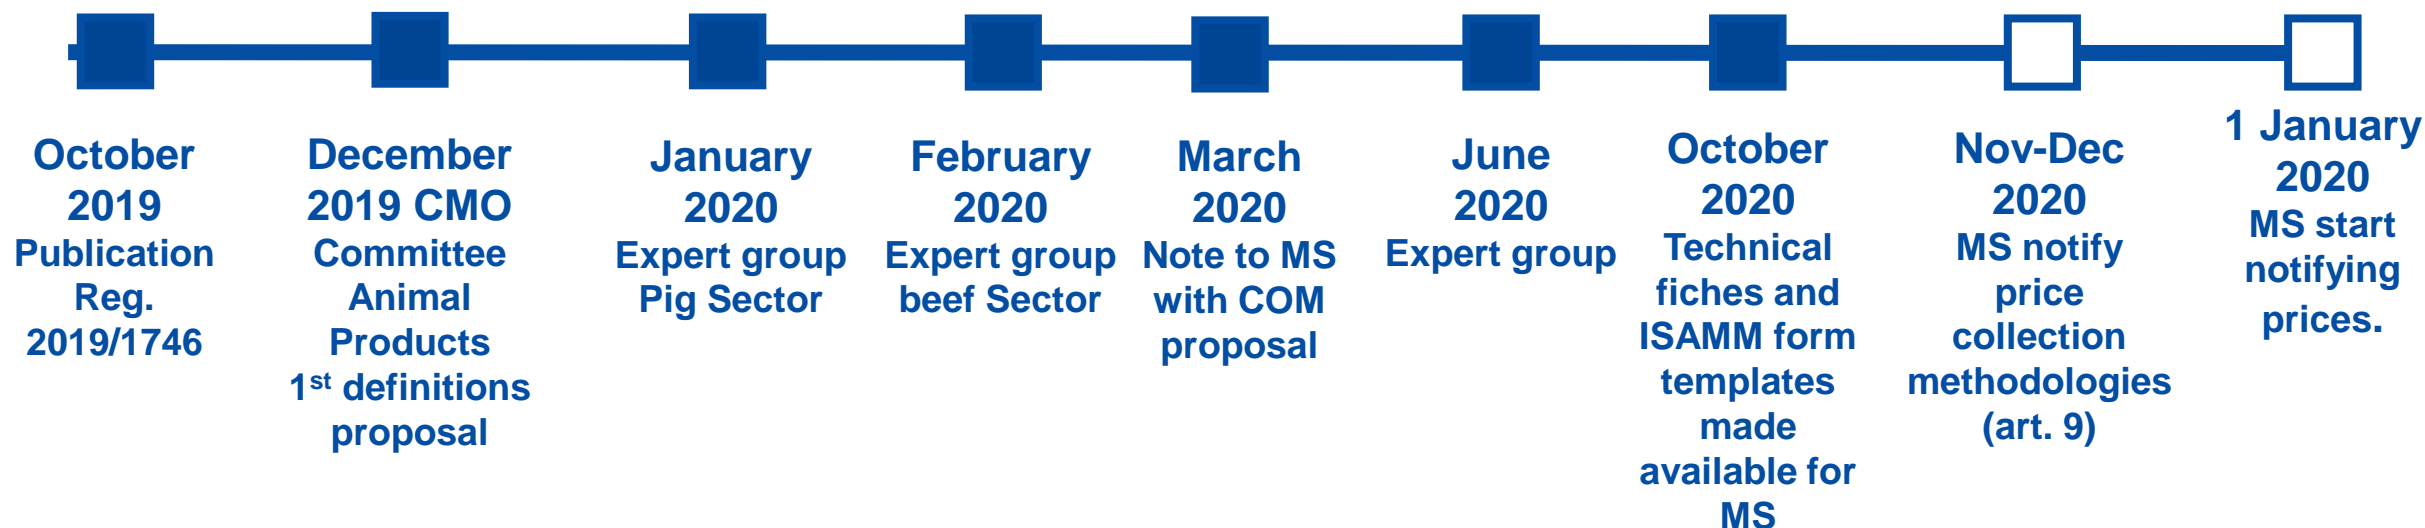 October
2019
Publication
Reg.
2019/1746
December
2019 CMO
Committee
Animal
Products
1st definitions
proposal
January
2020
Expert group
Pig Sector
February
2020
Expert group
beef Sector
March
2020
Note to MS
with COM
proposal
June
2020
Expert group
October
2020
Technical
fiches and
ISAMM form
templates
made
available for
MS
Nov-Dec
2020
MS notify
price
collection
methodologies
(art. 9)
1 January
2020
MS start
notifying
prices.